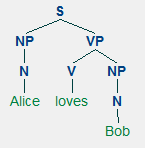 S
NP VP
N V NP
Alice loves N
Bob